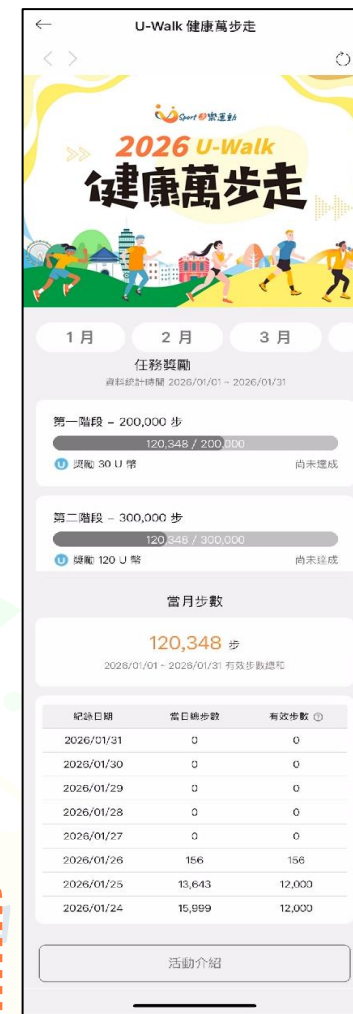 U-Walk 健康萬步走
Sport 愛樂運動
2026 U-Walk
健康萬步走
1 月 2 月 3 月
任務獎勵
資料統計時間 2026/01/01 ~ 2026/01/31
第一階段 – 200,000 步
120,348 / 200,000
獎勵 30 U 幣 尚未達成
第二階段 – 300,000 步
120,348 / 300,000
獎勵 120 U 幣 尚未達成
當月步數
120,348 步
2026/01/01 ~ 2026/01/31 有效步數總和
紀錄日期 當日總步數 有效步數
2026/01/31 0 0
2026/01/30 0 0
2026/01/29 0 0
2026/01/28 0 0
2026/01/27 0 0
2026/01/26 156 156
2026/01/25 13,643 12,000
2026/01/24 15,999 12,000
活動介紹